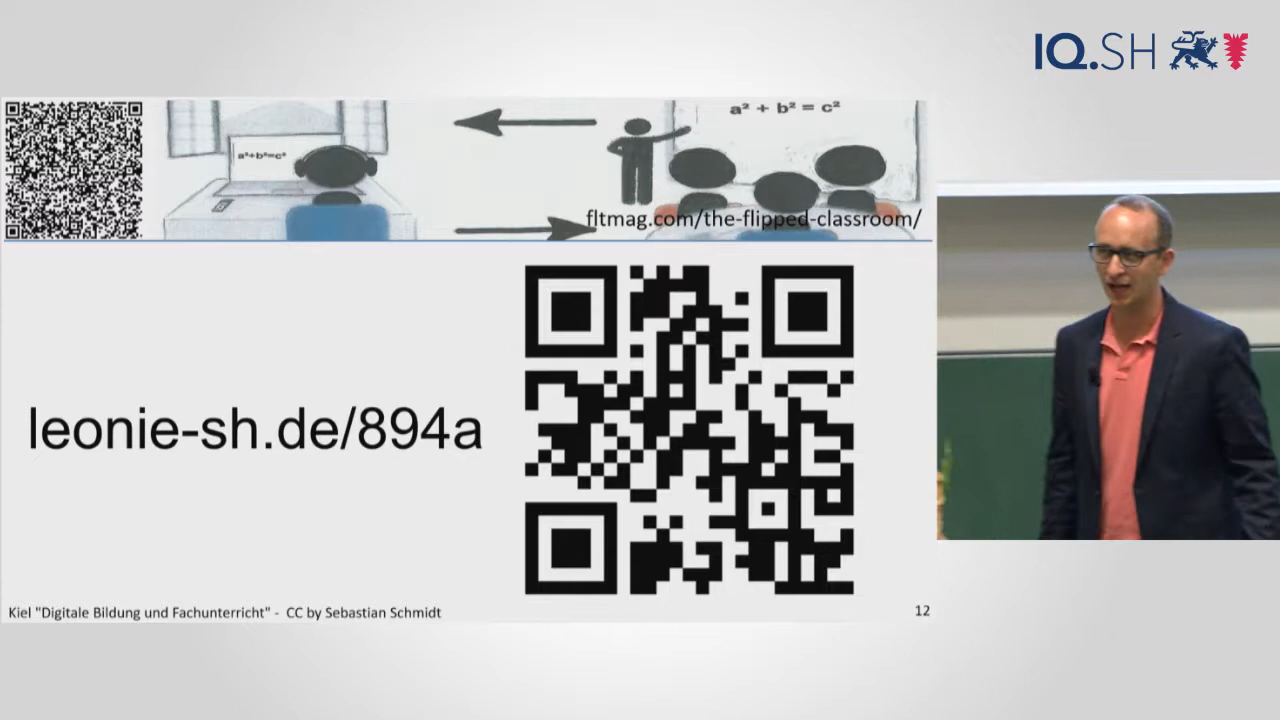 IQ.SH
a²+b²=c²
a² + b² = c²
fltmag.com/the-flipped-classroom/
leonie-sh.de/894a
Kiel "Digitale Bildung und Fachunterricht" - CC by Sebastian Schmidt
12